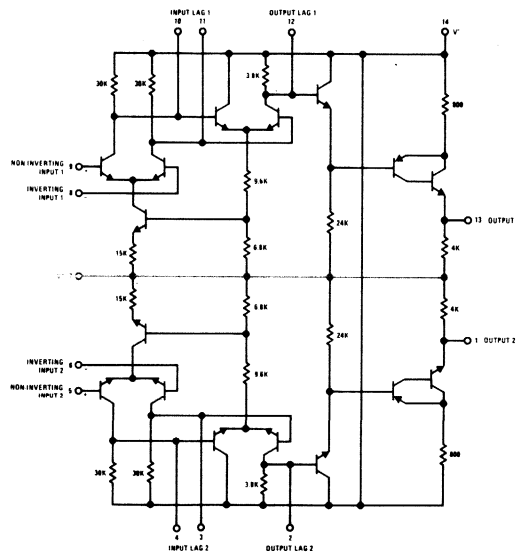 INPUT LAG 1
10 11
OUTPUT LAG 1
12
14
V+
30K
30K
3.0K
800
NON-INVERTING INPUT 1
9
INVERTING INPUT 1
8
9.6K
13 OUTPUT
24K
4K
15K
6.8K
15K
6.8K
4K
24K
1 OUTPUT 2
INVERTING INPUT 2
6
NON-INVERTING INPUT 2
5
9.6K
30K
30K
3.0K
800
4 3
INPUT LAG 2
2
OUTPUT LAG 2